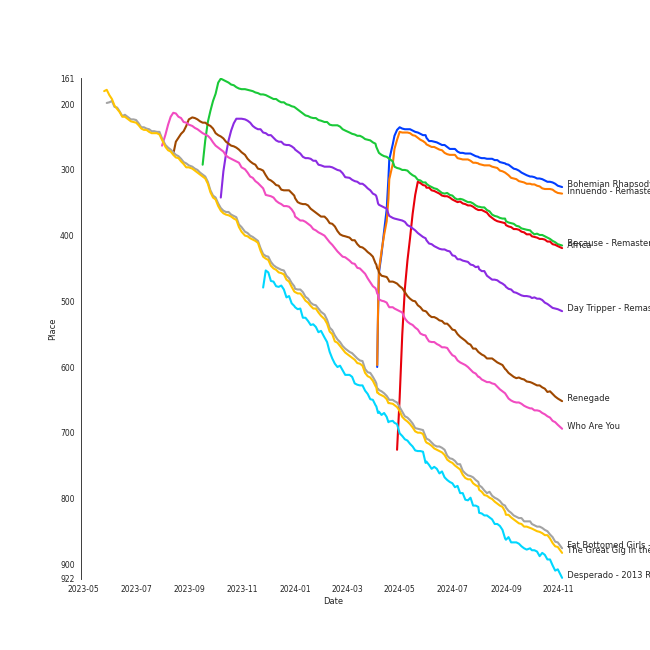 161
200
300
400
500
600
700
800
900
922
Place
2023-05
2023-07
2023-09
2023-11
2024-01
2024-03
2024-05
2024-07
2024-09
2024-11
Date
Bohemian Rhapsod
Innuendo - Remaste
Because - Remaster
Day Tripper - Remas
Renegade
Who Are You
Fat Bottomed Girls -
The Great Gig in the
Desperado - 2013 R